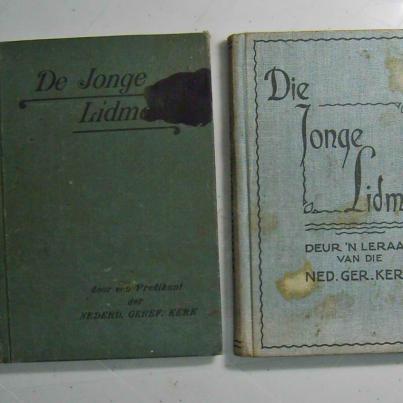 De Jonge
Lidm
door een Predikant
der
NEDERD. GEREF. KERK
Die
Jonge
Lidm
DEUR 'N LERAA
VAN DIE
NED. GER. KER